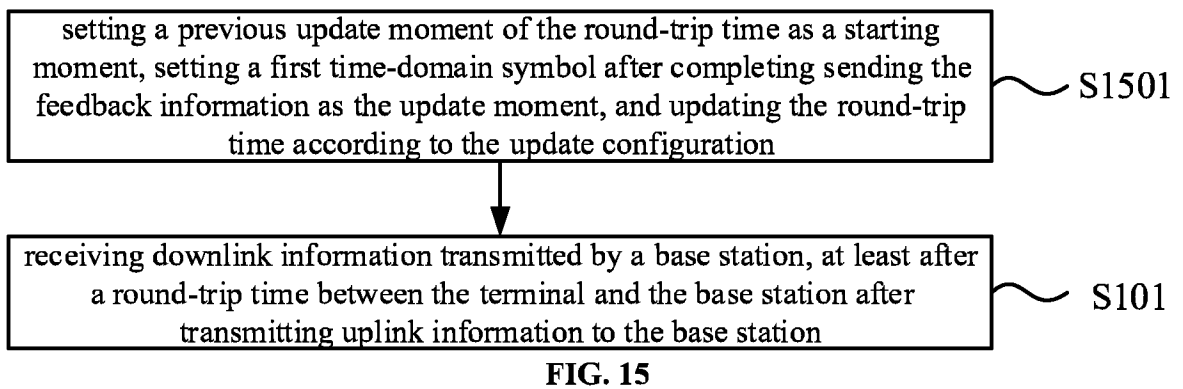 setting a previous update moment of the round-trip time as a starting
moment, setting a first time-domain symbol after completing sending the
feedback information as the update moment, and updating the round-trip
time according to the update configuration
S1501
receiving downlink information transmitted by a base station, at least after
a round-trip time between the terminal and the base station after
transmitting uplink information to the base station
S101
FIG. 15